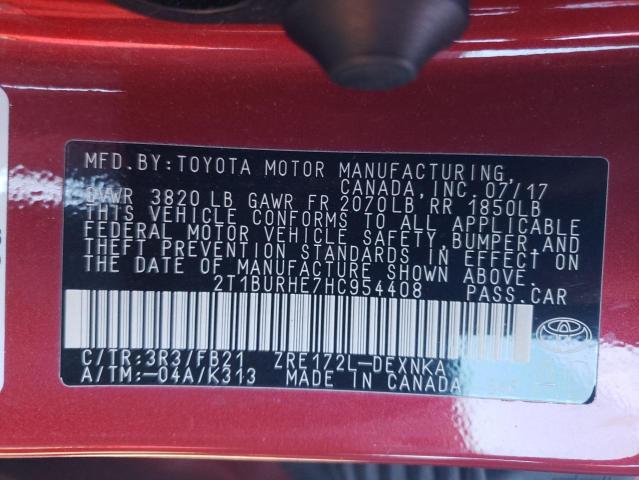 MFD. BY: TOYOTA MOTOR MANUFACTURING,
CANADA, INC. 07/17
GVWR 3820 LB GAWR FR 2070LB, RR 1850LB
THIS VEHICLE CONFORMS TO ALL APPLICABLE
FEDERAL MOTOR VEHICLE SAFETY, BUMPER, AND
THEFT PREVENTION STANDARDS IN EFFECT ON
THE DATE OF MANUFACTURE SHOWN ABOVE.
2T1BURHE7HC954408 PASS. CAR
C/TR: 3R3/FB21 ZRE172L-DEXNKA
A/TM: -04A/K313 MADE IN CANADA